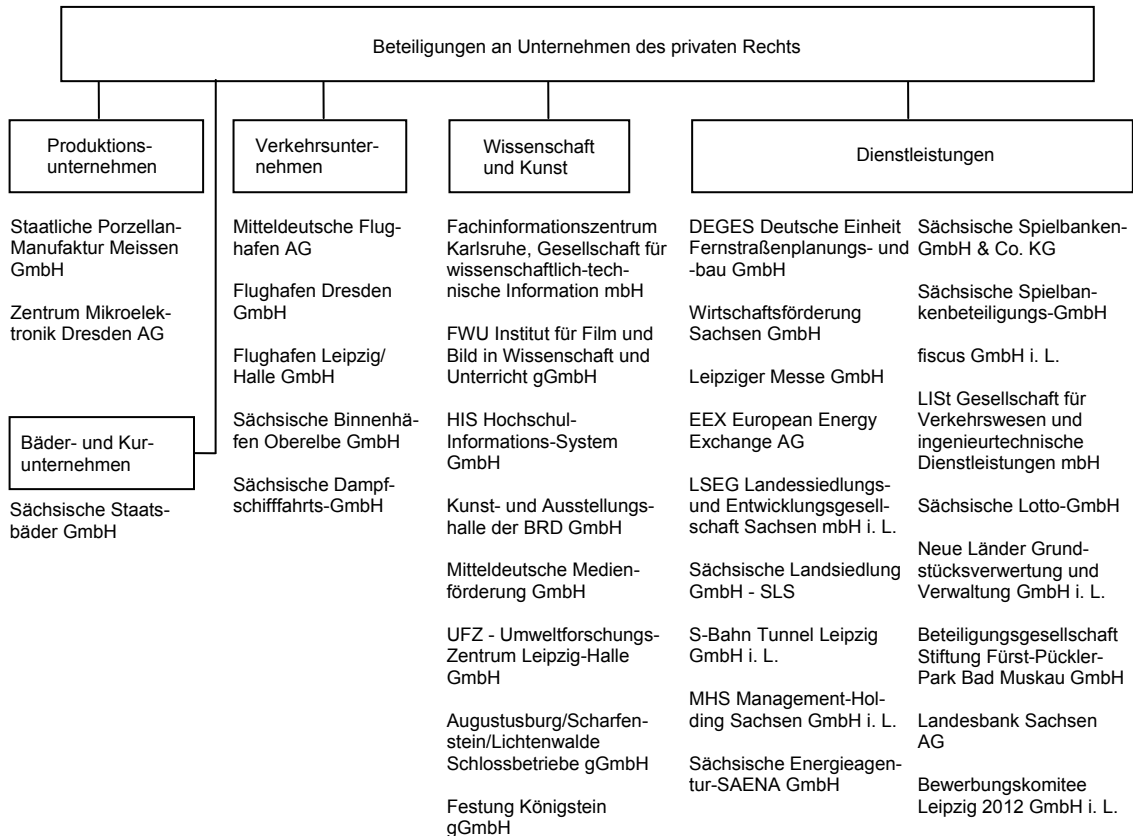 Beteiligungen an Unternehmen des privaten Rechts
Produktions-
unternehmen
Staatliche Porzellan-
Manufaktur Meissen
GmbH
Zentrum Mikroelek-
tronik Dresden AG
Bäder- und Kur-
unternehmen
Sächsische Staats-
bäder GmbH
Verkehrsunter-
nehmen
Mitteldeutsche Flug-
hafen AG
Flughafen Dresden
GmbH
Flughafen Leipzig/
Halle GmbH
Sächsische Binnenhä-
fen Oberelbe GmbH
Sächsische Dampf-
schifffahrts-GmbH
Wissenschaft
und Kunst
Fachinformationszentrum
Karlsruhe, Gesellschaft für
wissenschaftlich-tech-
nische Information mbH
FWU Institut für Film und
Bild in Wissenschaft und
Unterricht gGmbH
HIS Hochschul-
Informations-System
GmbH
Kunst- und Ausstellungs-
halle der BRD GmbH
Mitteldeutsche Medien-
förderung GmbH
UFZ - Umweltforschungs-
Zentrum Leipzig-Halle
GmbH
Augustusburg/Scharfen-
stein/Lichtenwalde
Schlossbetriebe gGmbH
Festung Königstein
gGmbH
Dienstleistungen
DEGES Deutsche Einheit
Fernstraßenplanungs- und
-bau GmbH
Wirtschaftsförderung
Sachsen GmbH
Leipziger Messe GmbH
EEX European Energy
Exchange AG
LSEG Landessiedlungs-
und Entwicklungsgesell-
schaft Sachsen mbH i. L.
Sächsische Landsiedlung
GmbH - SLS
S-Bahn Tunnel Leipzig
GmbH i. L.
MHS Management-Hol-
ding Sachsen GmbH i. L.
Sächsische Energieagen-
tur-SAENA GmbH
Sächsische Spielbanken-
GmbH & Co. KG
Sächsische Spielban-
kenbeteiligungs-GmbH
fiscus GmbH i. L.
LISt Gesellschaft für
Verkehrswesen und
ingenieurtechnische
Dienstleistungen mbH
Sächsische Lotto-GmbH
Neue Länder Grund-
stücksverwertung und
Verwaltung GmbH i. L.
Beteiligungsgesellschaft
Stiftung Fürst-Pückler-
Park Bad Muskau GmbH
Landesbank Sachsen
AG
Bewerbungskomitee
Leipzig 2012 GmbH i. L.